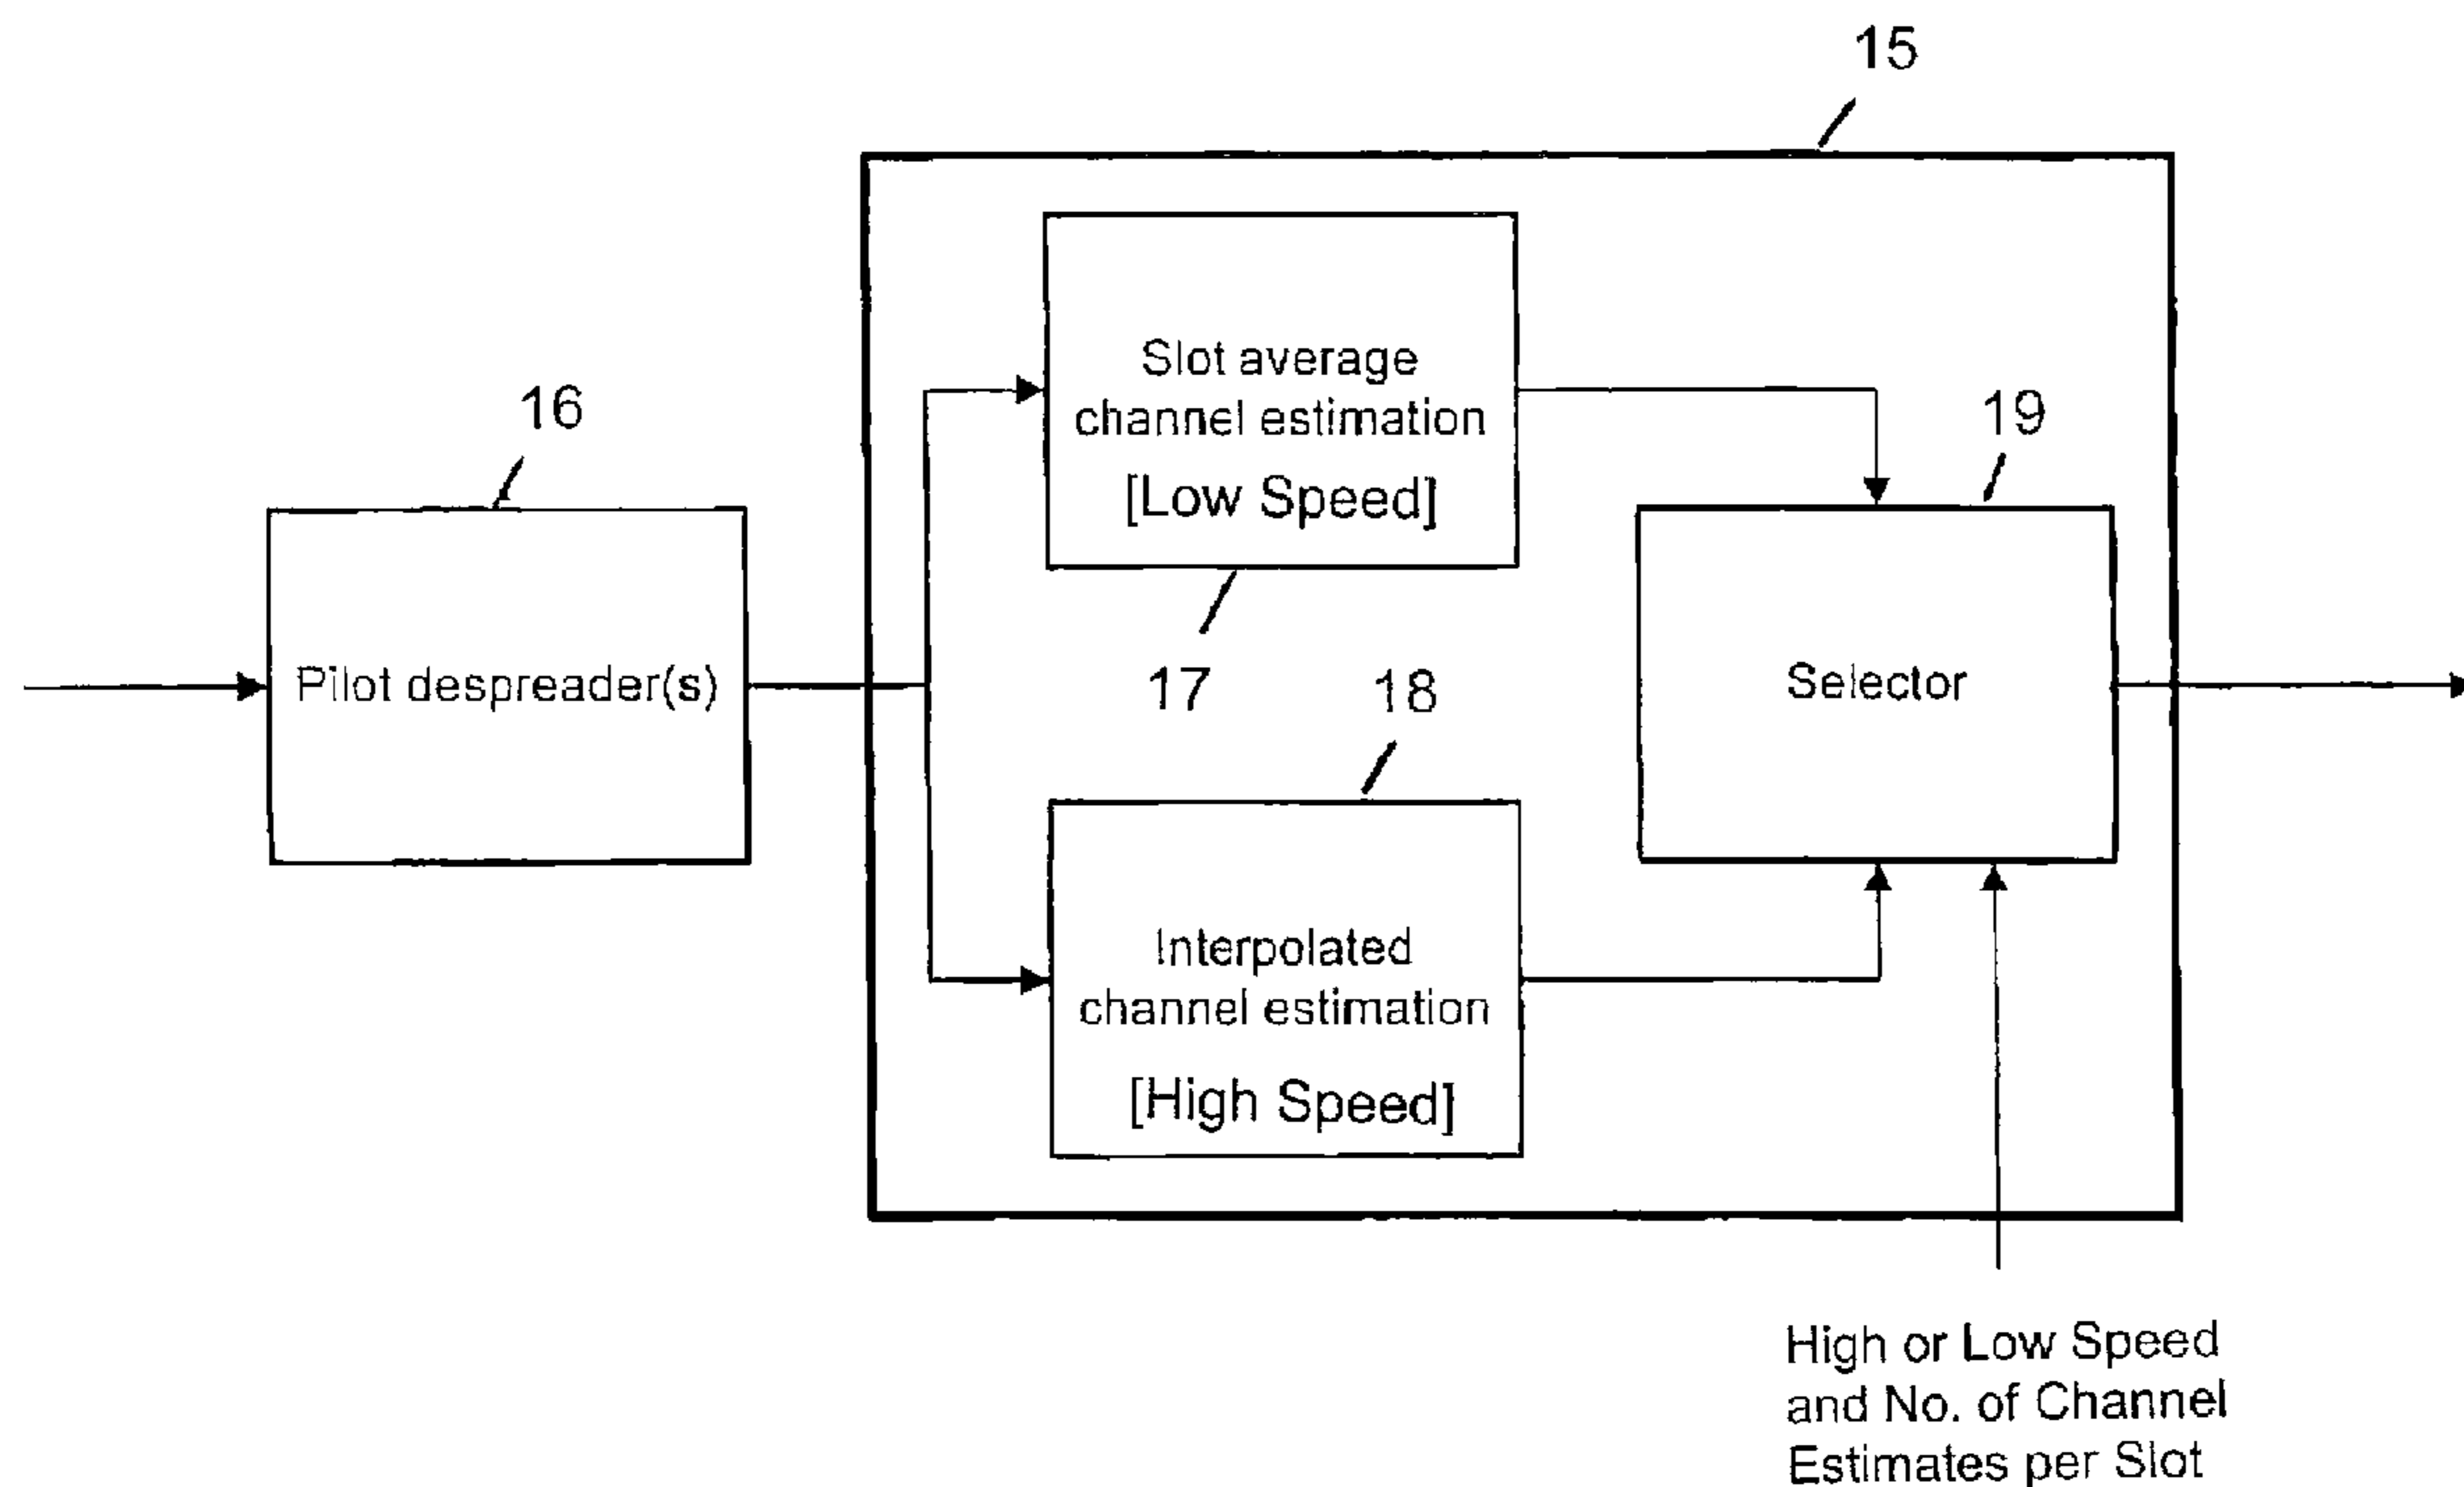 15
16
Pilot despreader(s)
Slot average
channel estimation
[Low Speed]
17
18
Interpolated
channel estimation
[High Speed]
19
Selector
High or Low Speed
and No. of Channel
Estimates per Slot